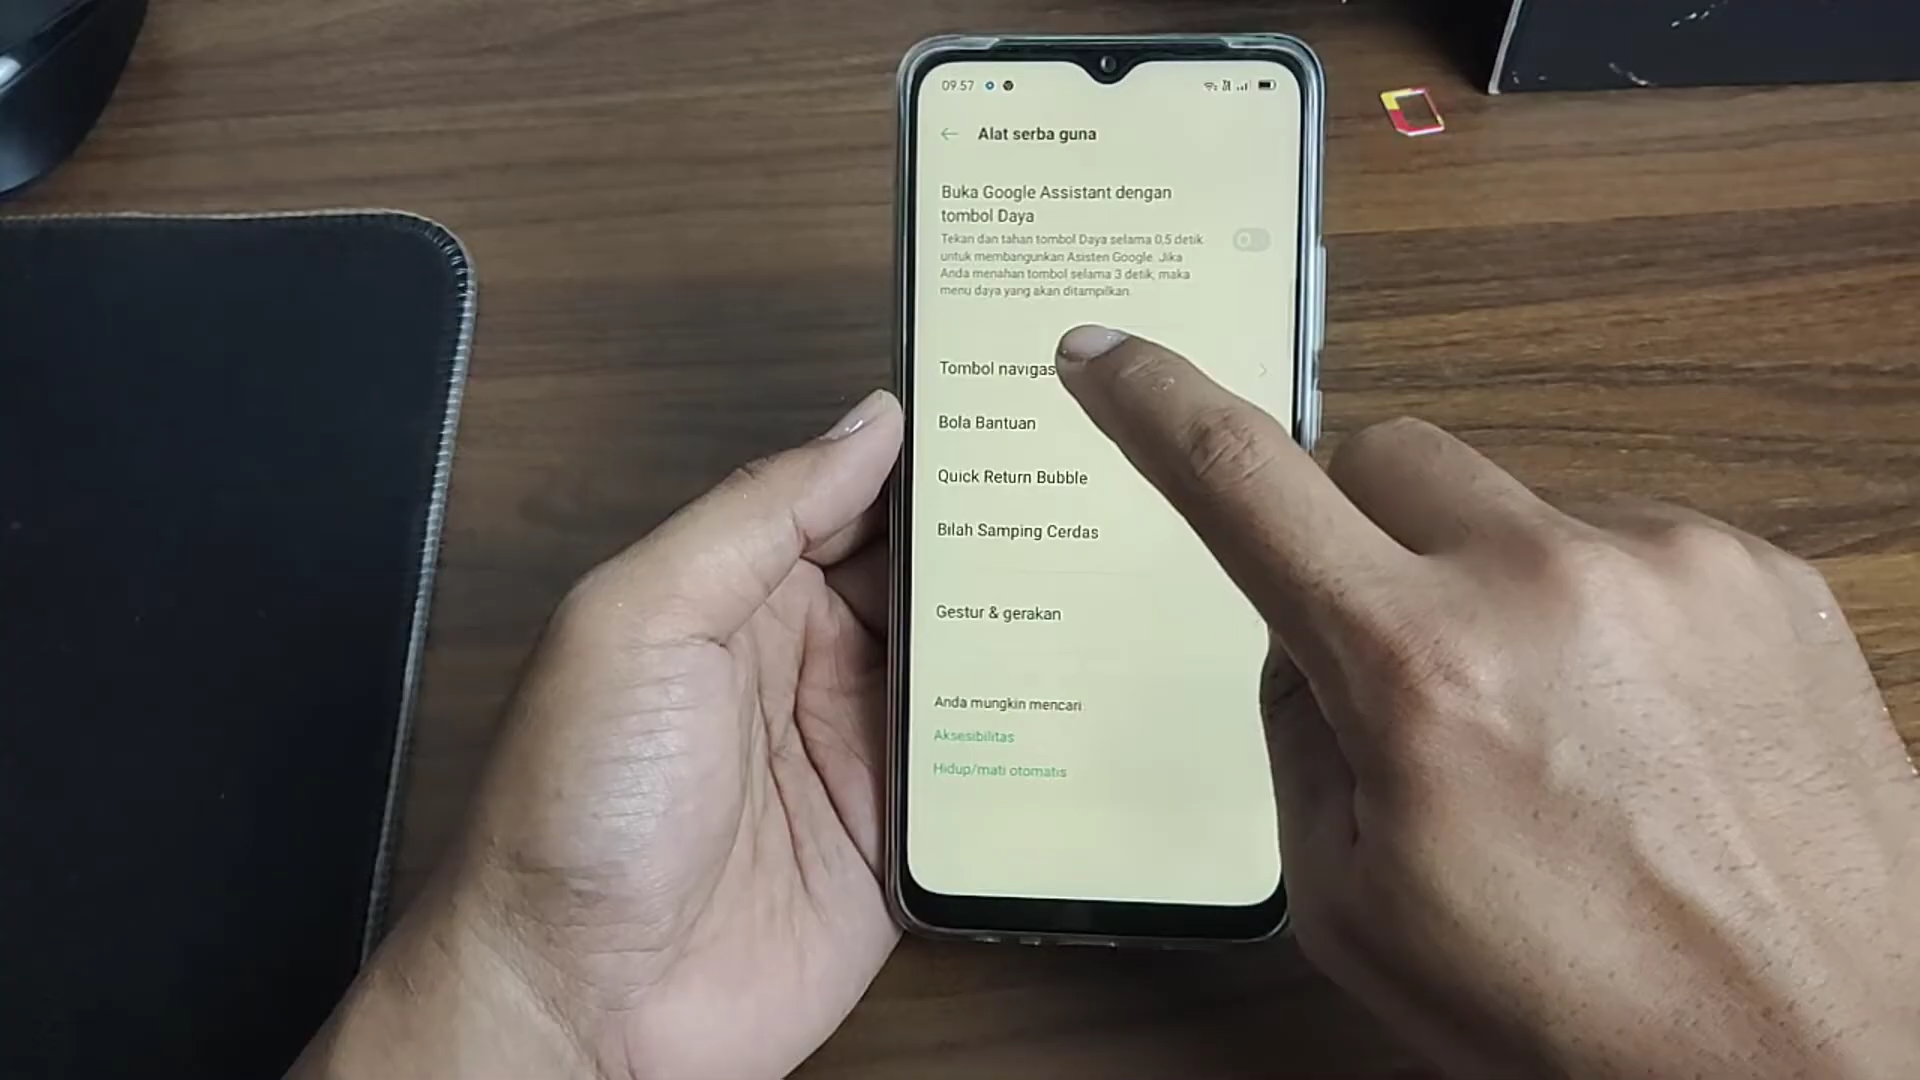 09.57
Alat serba guna
Buka Google Assistant dengan
tombol Daya
Tekan dan tahan tombol Daya selama 0,5 detik
untuk membangunkan Asisten Google. Jika
Anda menahan tombol selama 3 detik, maka
menu daya yang akan ditampilkan.
Tombol navigas
Bola Bantuan
Quick Return Bubble
Bilah Samping Cerdas
Gestur & gerakan
Anda mungkin mencari
Aksesibilitas
Hidup/mati otomatis